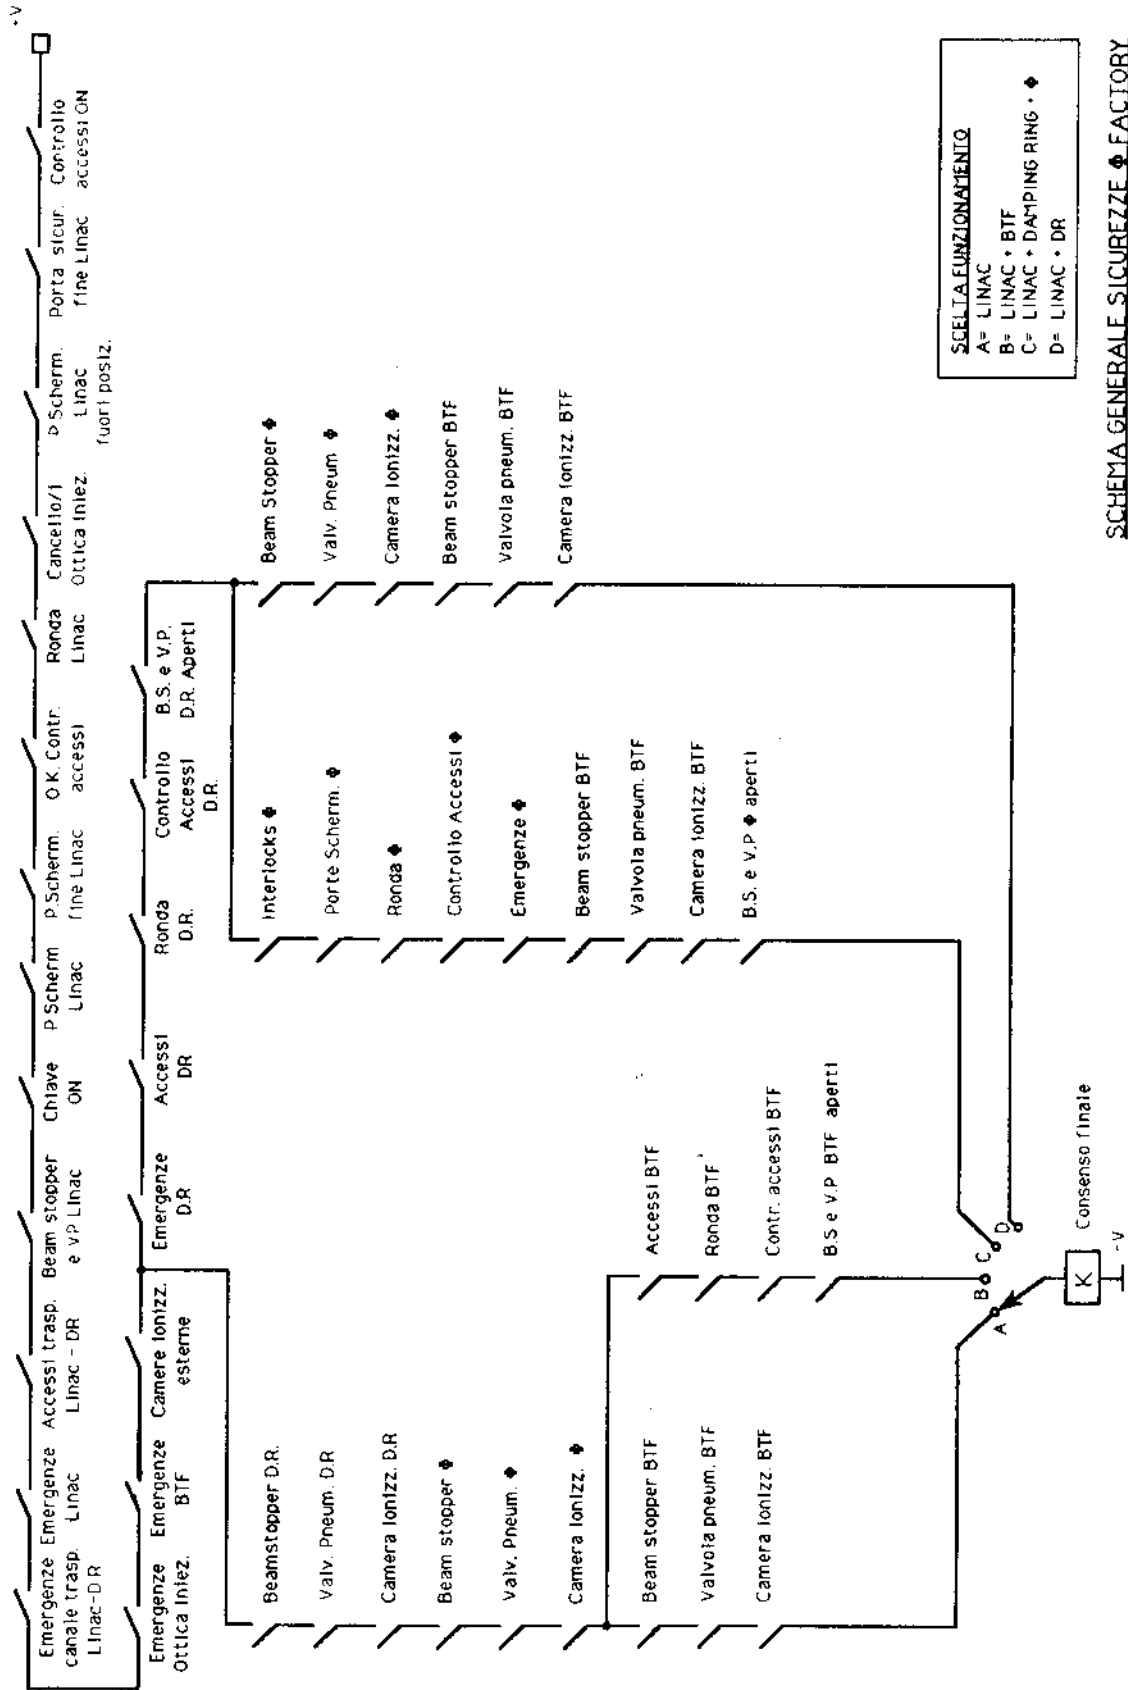 +V
Emergenze
canale trasp.
Linac-DR
Emergenze
Linac
Accessi trasp.
Linac - DR
Beam stopper
e V.P Linac
Chiave
ON
P Scherm
Linac
P.Scherm.
fine Linac
O.K. Contr.
accessi
Ronda
Linac
Cancello/i
Ottica Iniez.
P Scherm.
Linac
fuori posiz.
Porta sicur.
fine Linac
Controllo
accessi ON
Emergenze
Ottica Iniez.
Emergenze
BTF
Camere Ionizz.
esterne
Emergenze
D.R
Accessi
DR
Ronda
D.R.
Controllo
Accessi
D.R.
B.S. e V.P.
D.R. Aperti
Beamstopper D.R.
Valv. Pneum. D.R
Camera Ionizz. D.R
Beam stopper Φ
Valv. Pneum. Φ
Camera Ionizz. Φ
Beam stopper BTF
Valvola pneum. BTF
Camera Ionizz. BTF
Accessi BTF
Ronda BTF
Contr. accessi BTF
B.S e V.P BTF aperti
Interlocks Φ
Porte Scherm. Φ
Ronda Φ
Controllo Accessi Φ
Emergenze Φ
Beam stopper BTF
Valvola pneum. BTF
Camera Ionizz. BTF
B.S. e V.P Φ aperti
Beam Stopper Φ
Valv. Pneum Φ
Camera Ionizz. Φ
Beam stopper BTF
Valvola pneum. BTF
Camera Ionizz. BTF
A
B
C
D
K
Consenso finale
-V
SCELTA FUNZIONAMENTO
A= LINAC
B= LINAC + BTF
C= LINAC + DAMPING RING + Φ
D= LINAC + DR
SCHEMA GENERALE SICUREZZE Φ FACTORY